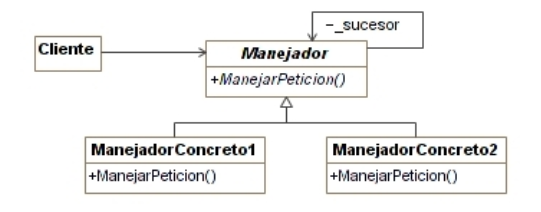 −_sucesor
Cliente
Manejador
+ManejarPeticion()
ManejadorConcreto1
ManejadorConcreto2
+ManejarPeticion()
+ManejarPeticion()